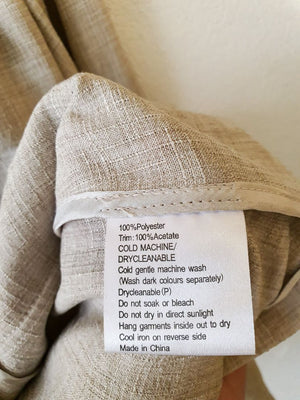 100%Polyester
Trim:100%Acetate
COLD MACHINE/
DRYCLEANABLE
Cold gentle machine wash
(Wash dark colours separately)
Drycleanable(P)
Do not soak or bleach
Do not dry in direct sunlight
Hang garments inside out to dry
Cool iron on reverse side
Made in China